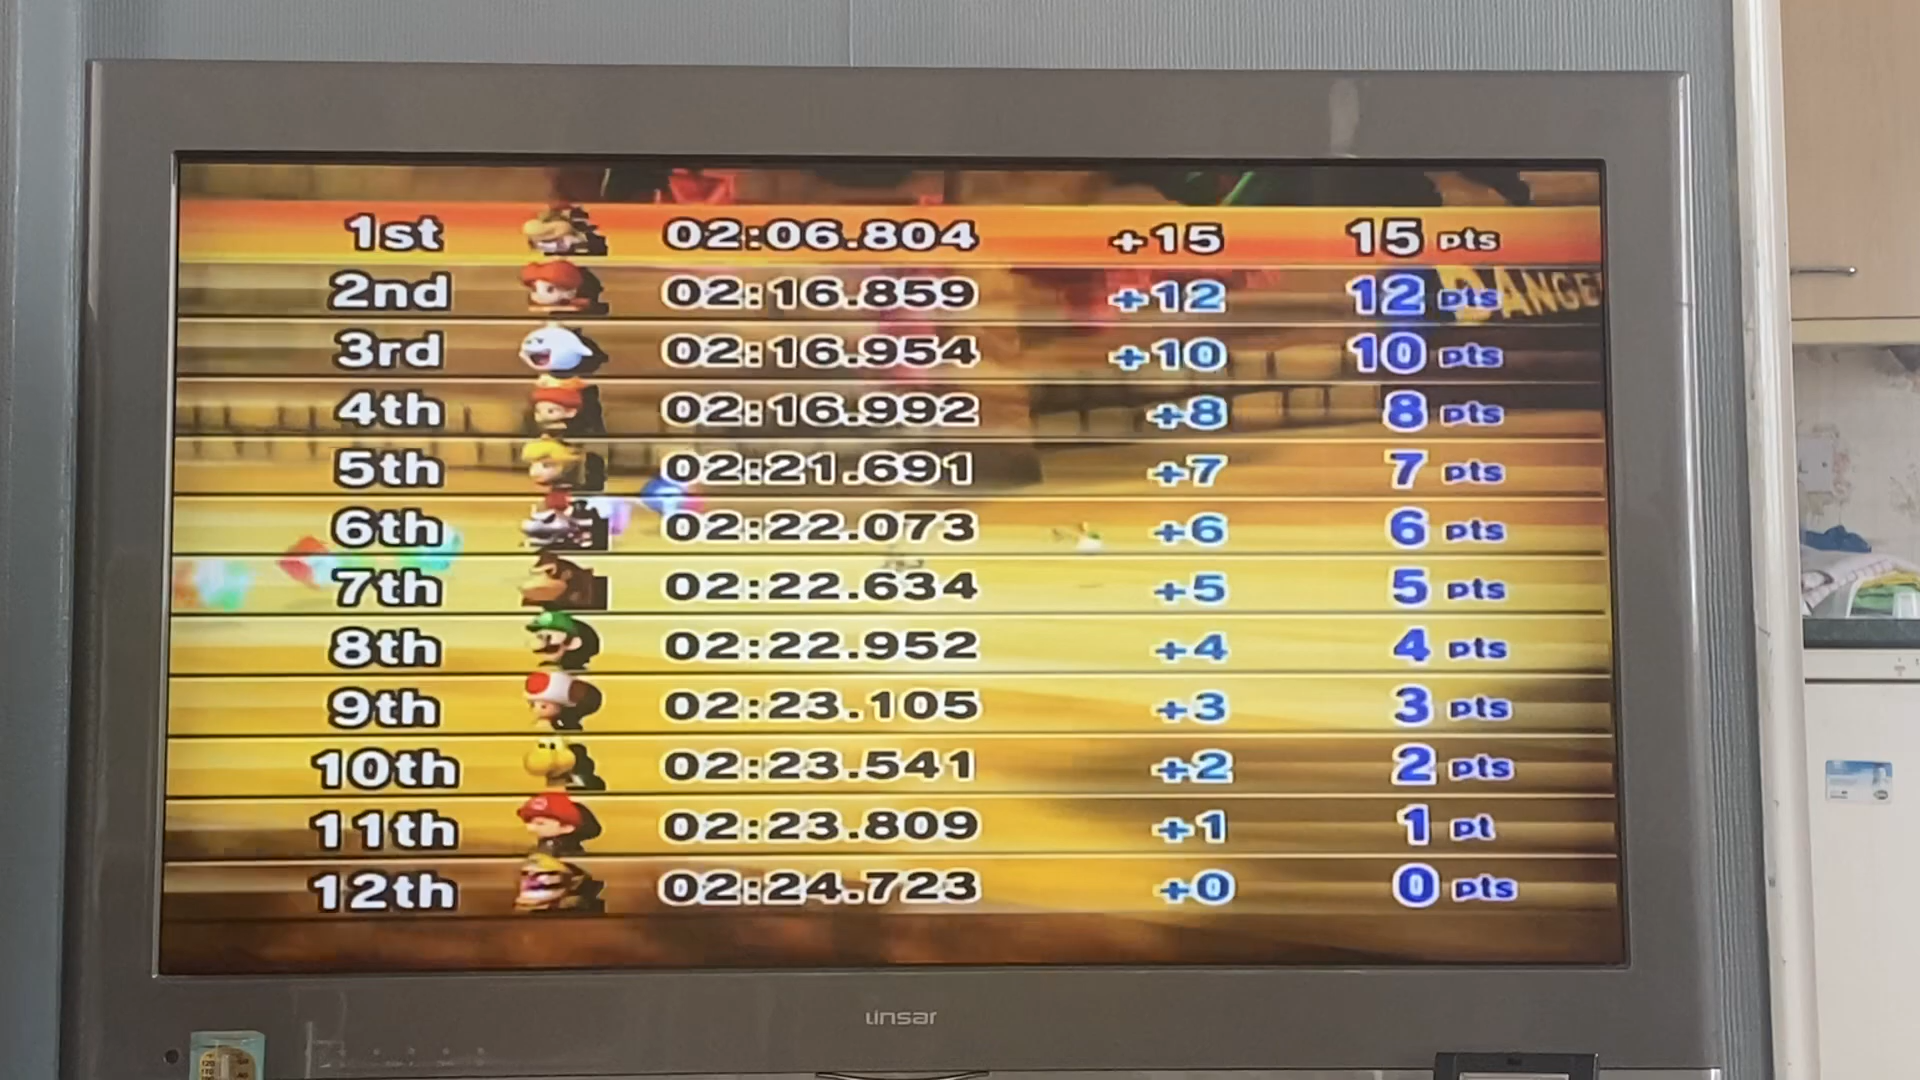 1st 02:06.804 +15 15 pts
2nd 02:16.859 +12 12 pts
DANGE
3rd 02:16.954 +10 10 pts
4th 02:16.992 +8 8 pts
5th 02:21.691 +7 7 pts
6th 02:22.073 +6 6 pts
7th 02:22.634 +5 5 pts
8th 02:22.952 +4 4 pts
9th 02:23.105 +3 3 pts
10th 02:23.541 +2 2 pts
11th 02:23.809 +1 1 pt
12th 02:24.723 +0 0 pts
Linsar